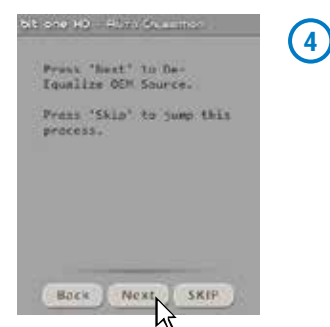 bit one HD
4
Press 'Next' to De-
Equalize OEM Source.
Press 'Skip' to jump this
process.
Back Next SKIP